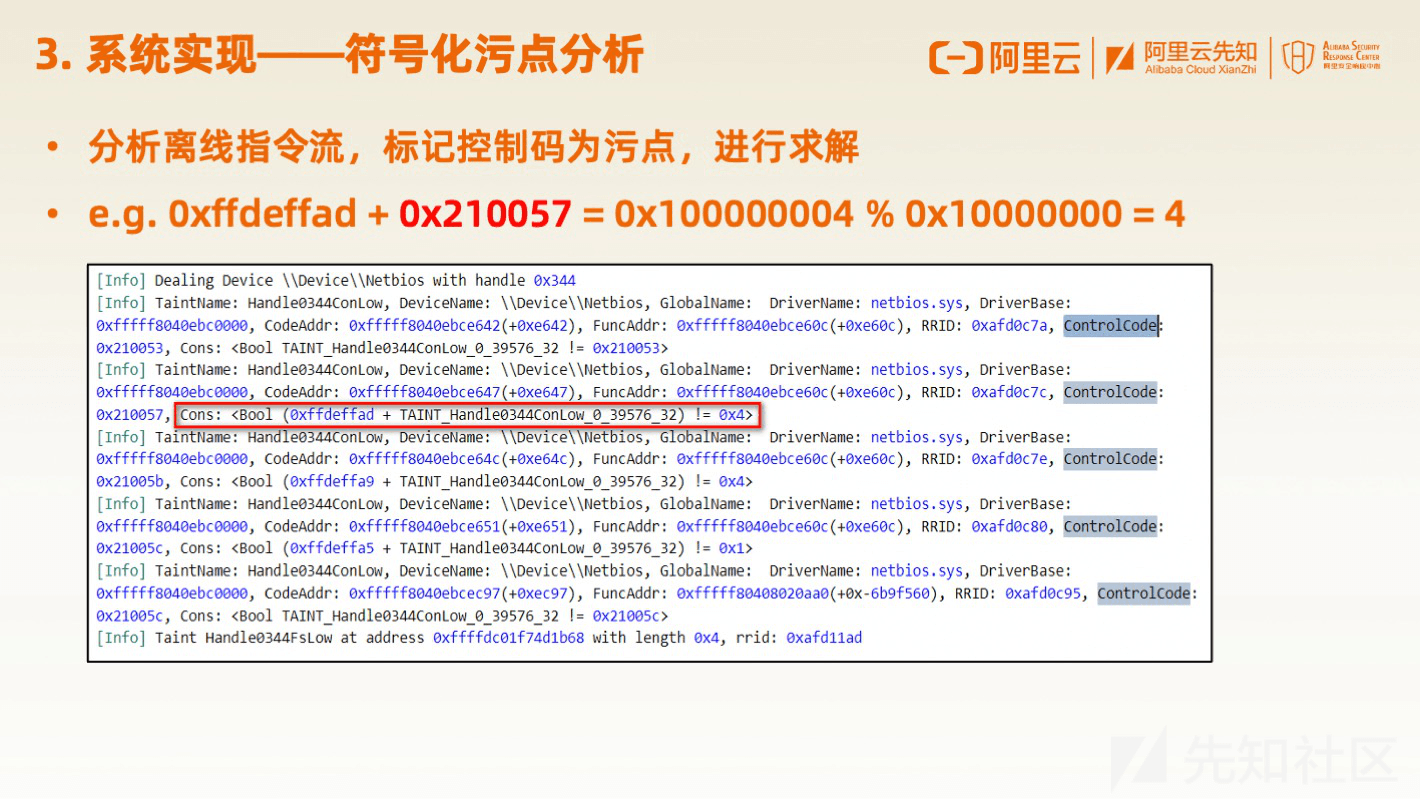 3. 系统实现——符号化污点分析
阿里云
阿里云先知
Alibaba Cloud XianZhi
ALIBABA SECURITY
RESPONSE CENTER
阿里安全响应中心
• 分析离线指令流，标记控制码为污点，进行求解
• e.g. 0xffdeffad + 0x210057 = 0x100000004 % 0x10000000 = 4
[Info] Dealing Device \\Device\\Netbios with handle 0x344
[Info] TaintName: Handle0344ConLow, DeviceName: \\Device\\Netbios, GlobalName:  DriverName: netbios.sys, DriverBase:
0xfffff8040ebc0000, CodeAddr: 0xfffff8040ebce642(+0xe642), FuncAddr: 0xfffff8040ebce60c(+0xe60c), RRID: 0xafd0c7a, ControlCode:
0x210053, Cons: <Bool TAINT_Handle0344ConLow_0_39576_32 != 0x210053>
[Info] TaintName: Handle0344ConLow, DeviceName: \\Device\\Netbios, GlobalName:  DriverName: netbios.sys, DriverBase:
0xfffff8040ebc0000, CodeAddr: 0xfffff8040ebce647(+0xe647), FuncAddr: 0xfffff8040ebce60c(+0xe60c), RRID: 0xafd0c7c, ControlCode:
0x210057, Cons: <Bool (0xffdeffad + TAINT_Handle0344ConLow_0_39576_32) != 0x4>
[Info] TaintName: Handle0344ConLow, DeviceName: \\Device\\Netbios, GlobalName:  DriverName: netbios.sys, DriverBase:
0xfffff8040ebc0000, CodeAddr: 0xfffff8040ebce64c(+0xe64c), FuncAddr: 0xfffff8040ebce60c(+0xe60c), RRID: 0xafd0c7e, ControlCode:
0x21005b, Cons: <Bool (0xffdeffa9 + TAINT_Handle0344ConLow_0_39576_32) != 0x4>
[Info] TaintName: Handle0344ConLow, DeviceName: \\Device\\Netbios, GlobalName:  DriverName: netbios.sys, DriverBase:
0xfffff8040ebc0000, CodeAddr: 0xfffff8040ebce651(+0xe651), FuncAddr: 0xfffff8040ebce60c(+0xe60c), RRID: 0xafd0c80, ControlCode:
0x21005c, Cons: <Bool (0xffdeffa5 + TAINT_Handle0344ConLow_0_39576_32) != 0x1>
[Info] TaintName: Handle0344ConLow, DeviceName: \\Device\\Netbios, GlobalName:  DriverName: netbios.sys, DriverBase:
0xfffff8040ebc0000, CodeAddr: 0xfffff8040ebcec97(+0xec97), FuncAddr: 0xfffff80408020aa0(+0x-6b9f560), RRID: 0xafd0c95, ControlCode:
0x21005c, Cons: <Bool TAINT_Handle0344ConLow_0_39576_32 != 0x21005c>
[Info] Taint Handle0344FsLow at address 0xffffdc01f74d1b68 with length 0x4, rrid: 0xafd11ad
先知社区